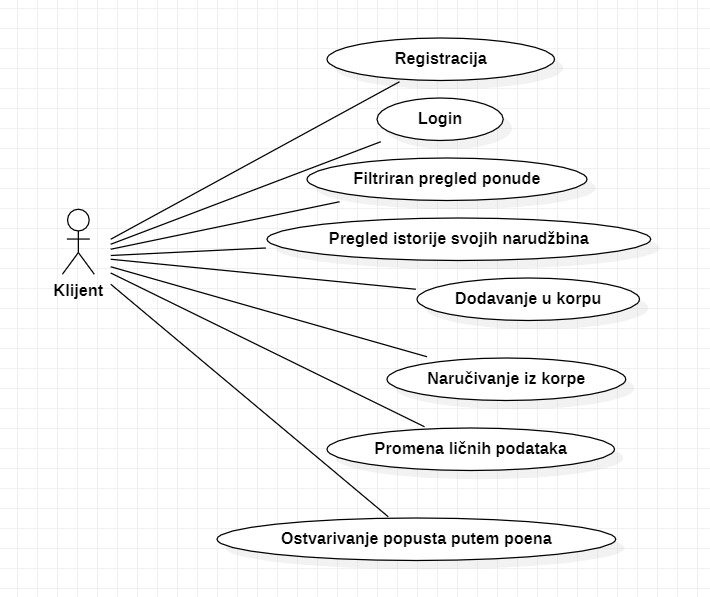 Registracija
Login
Filtriran pregled ponude
Pregled istorije svojih narudžbina
Klijent
Dodavanje u korpu
Naručivanje iz korpe
Promena ličnih podataka
Ostvarivanje popusta putem poena